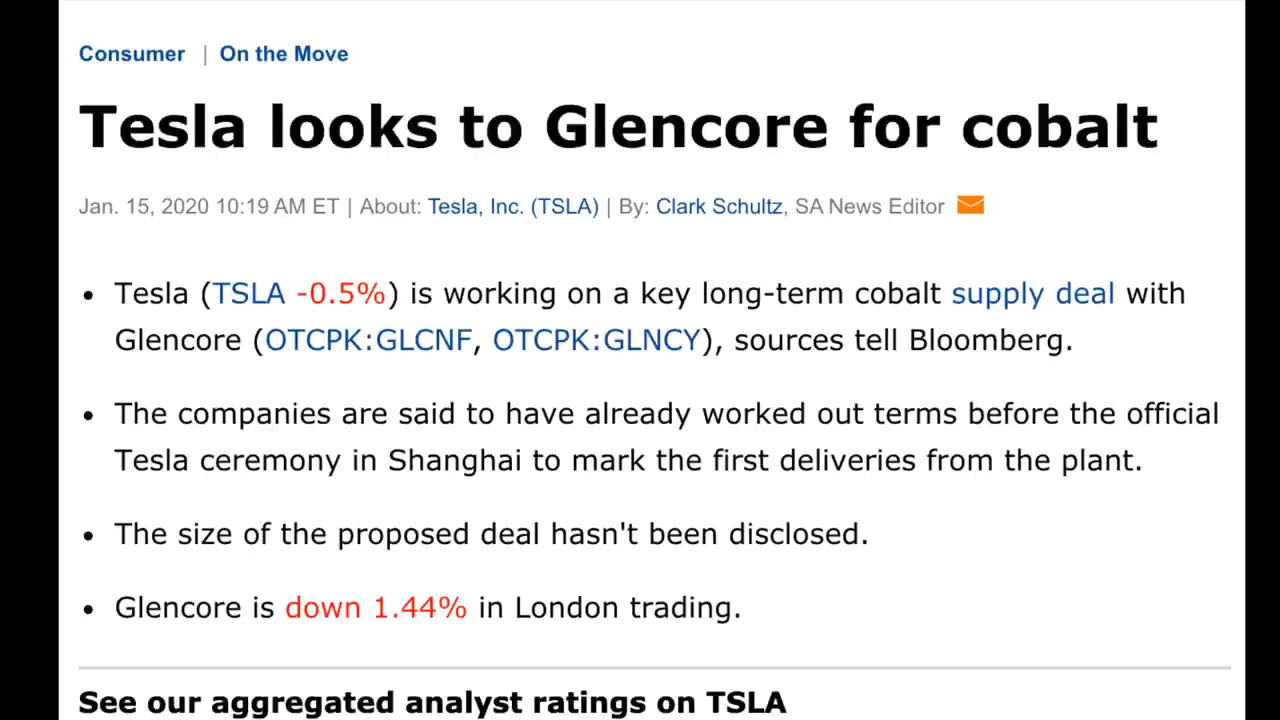 Consumer | On the Move
Tesla looks to Glencore for cobalt
Jan. 15, 2020 10:19 AM ET | About: Tesla, Inc. (TSLA) | By: Clark Schultz, SA News Editor
• Tesla (TSLA -0.5%) is working on a key long-term cobalt supply deal with
Glencore (OTCPK:GLCNF, OTCPK:GLNCY), sources tell Bloomberg.
• The companies are said to have already worked out terms before the official
Tesla ceremony in Shanghai to mark the first deliveries from the plant.
• The size of the proposed deal hasn't been disclosed.
• Glencore is down 1.44% in London trading.
See our aggregated analyst ratings on TSLA